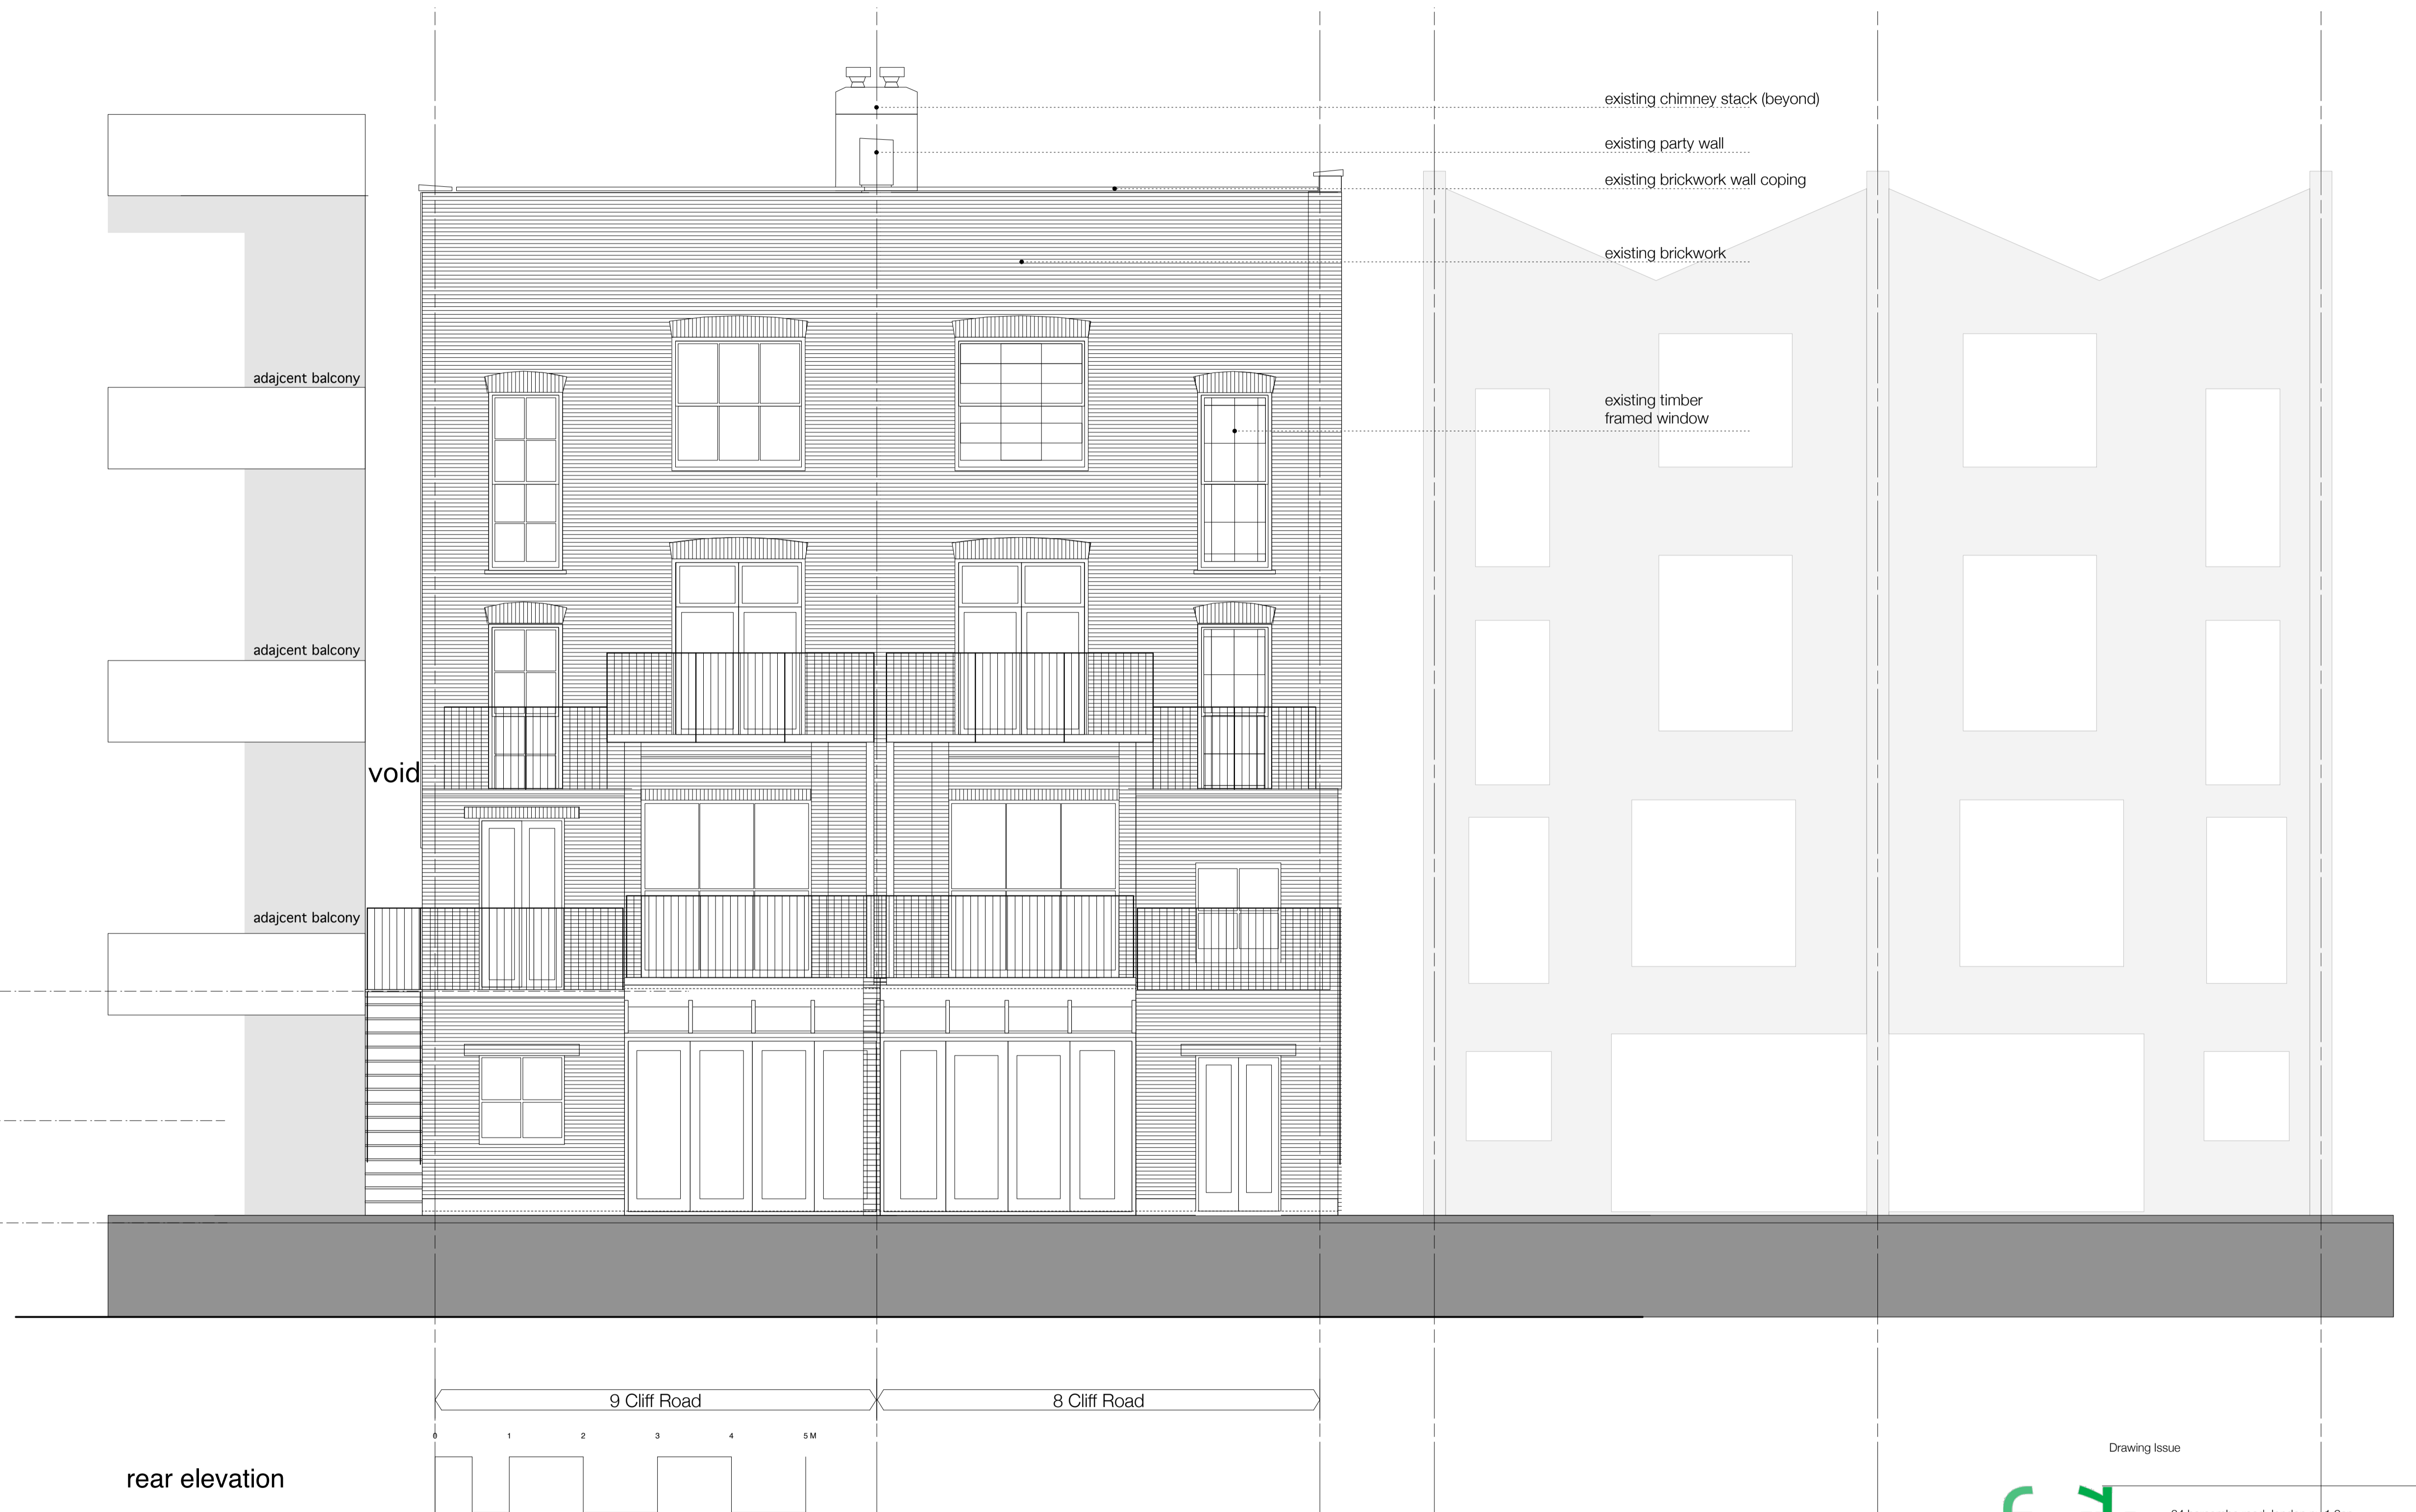 existing chimney stack (beyond)
existing party wall
existing brickwork wall coping
existing brickwork
existing timber
framed window
adajcent balcony
adajcent balcony
void
adajcent balcony
9 Cliff Road
8 Cliff Road
0 1 2 3 4 5 M
rear elevation
Drawing Issue